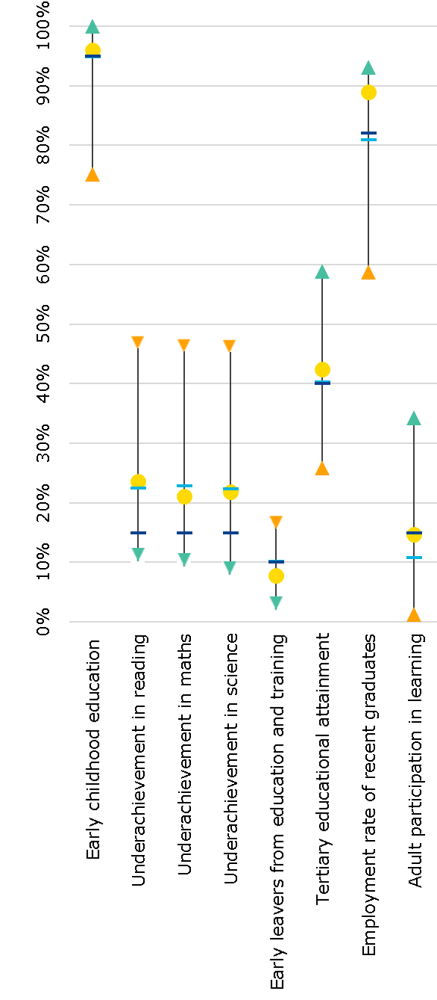 100%
90%
80%
70%
60%
50%
40%
30%
20%
10%
0%
Early childhood education
Underachievement in reading
Underachievement in maths
Underachievement in science
Early leavers from education and training
Tertiary educational attainment
Employment rate of recent graduates
Adult participation in learning